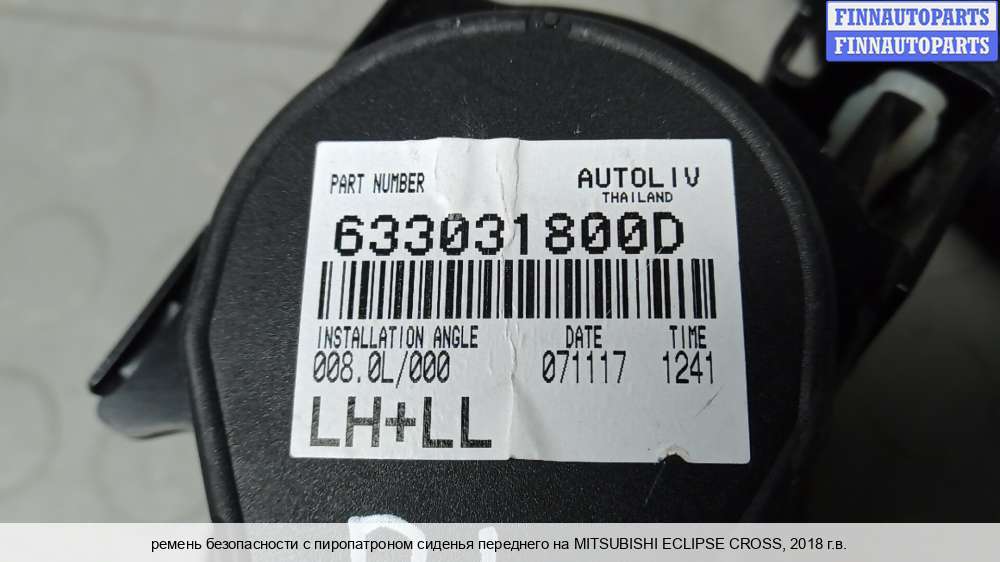 FINNAUTOPARTS
FINNAUTOPARTS
PART NUMBER
AUTOLIV
THAILAND
633031800D
INSTALLATION ANGLE DATE TIME
008.0L/000 071117 1241
LH+LL
ремень безопасности с пиропатроном сиденья переднего на MITSUBISHI ECLIPSE CROSS, 2018 г.в.